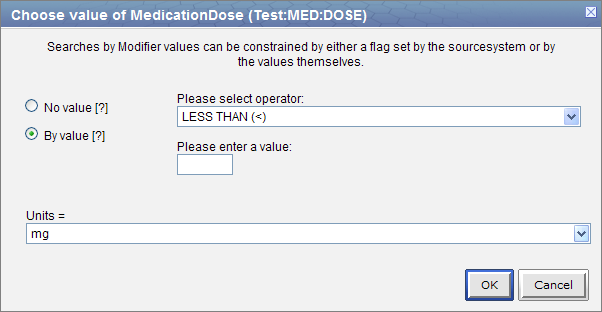 Choose value of MedicationDose (Test:MED:DOSE)
Searches by Modifier values can be constrained by either a flag set by the sourcesystem or by
the values themselves.
No value [?]
By value [?]
Please select operator:
LESS THAN (<)
Please enter a value:
Units =
mg
OK
Cancel